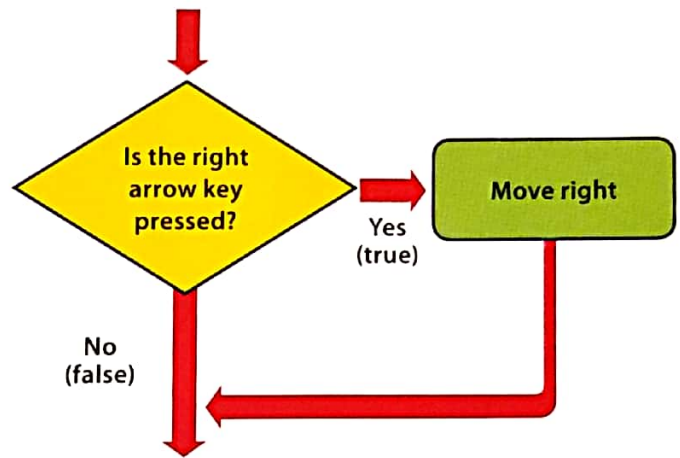 Is the right
arrow key
pressed?
Move right
Yes
(true)
No
(false)